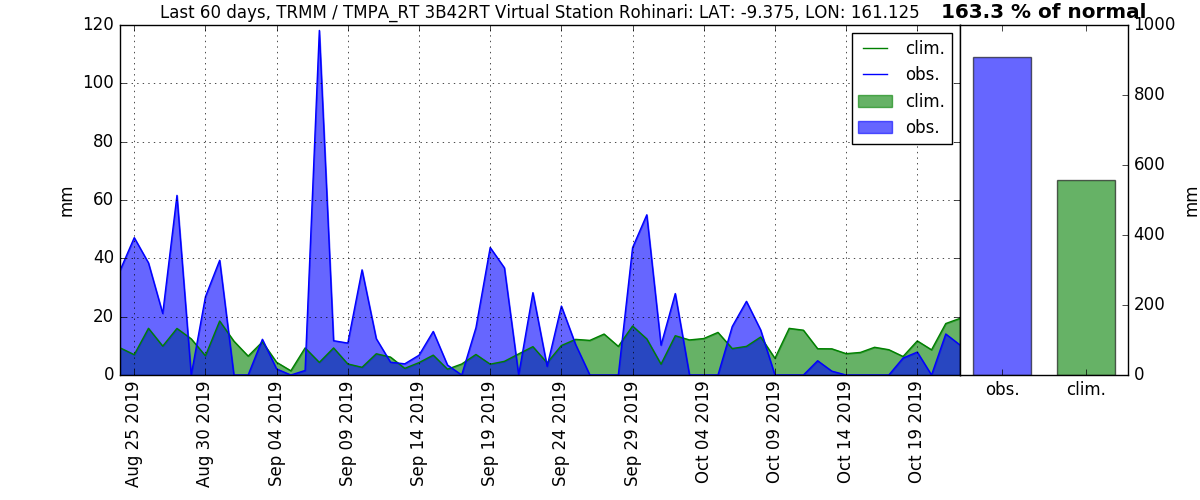 Last 60 days, TRMM / TMPA_RT 3B42RT Virtual Station Rohinari: LAT: -9.375, LON: 161.125
163.3 % of normal
120
100
80
60
40
20
0
mm
clim.
obs.
clim.
obs.
Aug 25 2019
Aug 30 2019
Sep 04 2019
Sep 09 2019
Sep 14 2019
Sep 19 2019
Sep 24 2019
Sep 29 2019
Oct 04 2019
Oct 09 2019
Oct 14 2019
Oct 19 2019
1000
800
600
400
200
0
mm
obs.
clim.